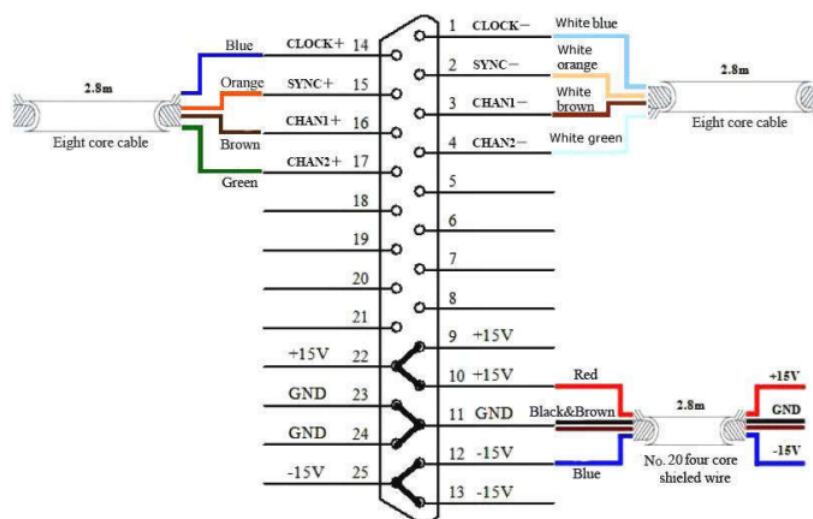 1 CLOCK− White blue
Blue CLOCK+ 14
White
orange
2 SYNC−
2.8m
2.8m
Orange SYNC+ 15
White
brown
3 CHAN1−
Eight core cable
Eight core cable
CHAN1+ 16
Brown
4 CHAN2− White green
CHAN2+ 17
Green
5
18
6
19
7
20
8
21
9 +15V
+15V 22
10 +15V Red
+15V
GND 23
2.8m
11 GND Black&Brown
GND
GND 24
12 -15V
-15V
-15V 25
Blue
No. 20 four core
shielded wire
13 -15V